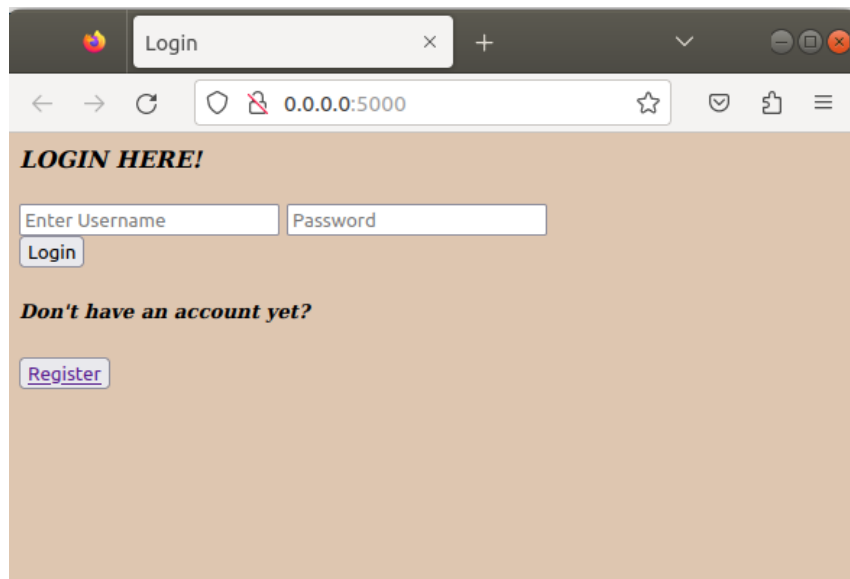 Login
0.0.0.0:5000
LOGIN HERE!
Enter Username Password
Login
Don't have an account yet?
Register